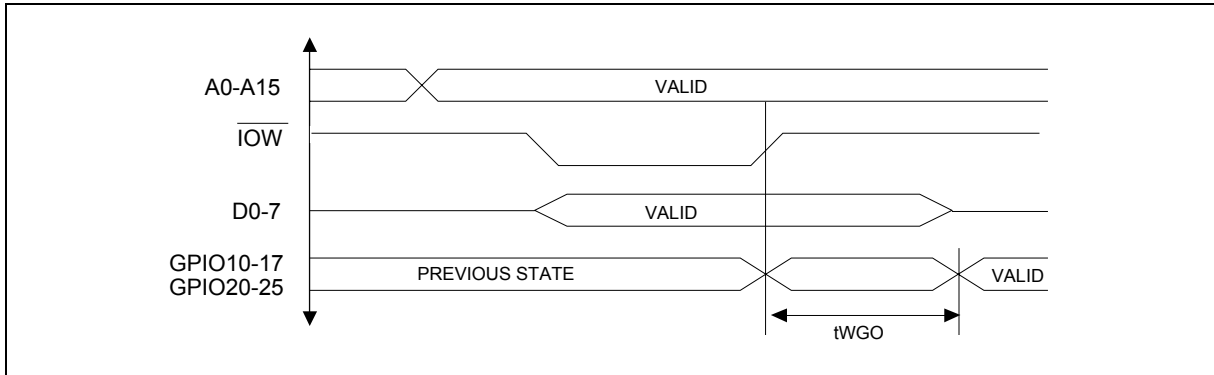 A0-A15
VALID
IOW
D0-7
VALID
GPIO10-17
GPIO20-25
PREVIOUS STATE
VALID
tWGO